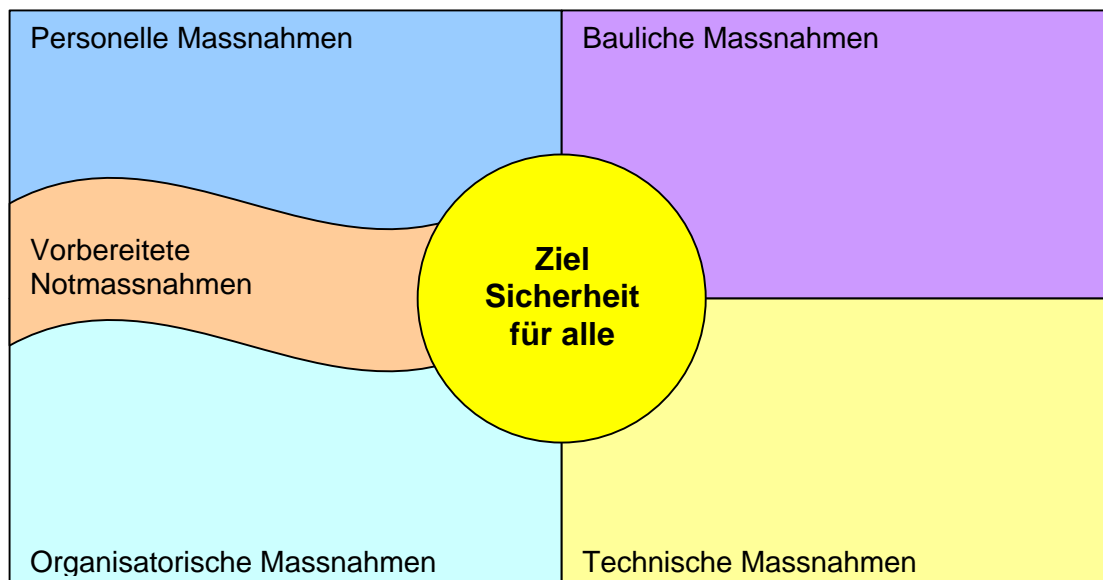 Personelle Massnahmen
Bauliche Massnahmen
Vorbereitete
Notmassnahmen
Ziel
Sicherheit
für alle
Organisatorische Massnahmen
Technische Massnahmen